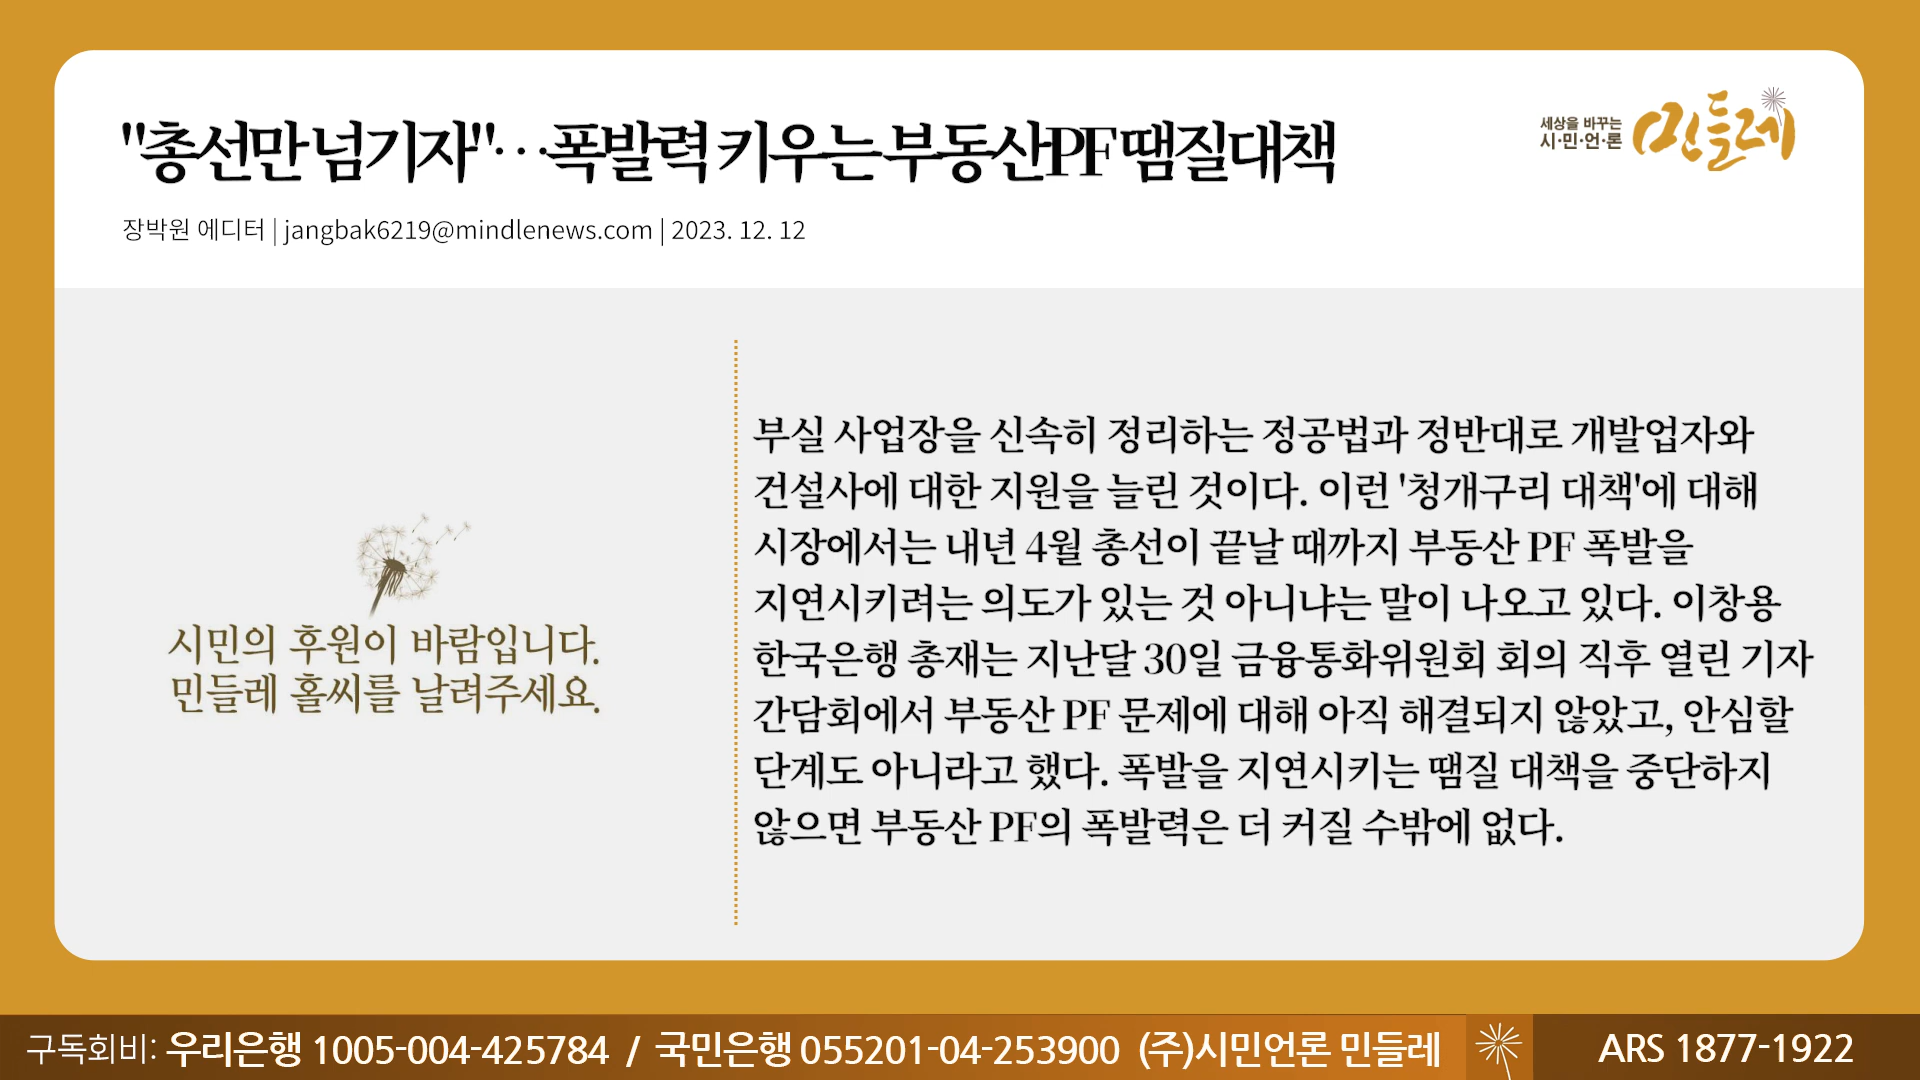 "총선만 넘기자"…폭발력 키우는 부동산PF 땜질대책
세상을 바꾸는
시·민·언·론
민들레
장박원 에디터 | jangbak6219@mindlenews.com | 2023. 12. 12
시민의 후원이 바람입니다.
민들레 홀씨를 날려주세요.
부실 사업장을 신속히 정리하는 정공법과 정반대로 개발업자와
건설사에 대한 지원을 늘린 것이다. 이런 '청개구리 대책'에 대해
시장에서는 내년 4월 총선이 끝날 때까지 부동산 PF 폭발을
지연시키려는 의도가 있는 것 아니냐는 말이 나오고 있다. 이창용
한국은행 총재는 지난달 30일 금융통화위원회 회의 직후 열린 기자
간담회에서 부동산 PF 문제에 대해 아직 해결되지 않았고, 안심할
단계도 아니라고 했다. 폭발을 지연시키는 땜질 대책을 중단하지
않으면 부동산 PF의 폭발력은 더 커질 수밖에 없다.
구독회비: 우리은행 1005-004-425784 / 국민은행 055201-04-253900 (주)시민언론 민들레
ARS 1877-1922